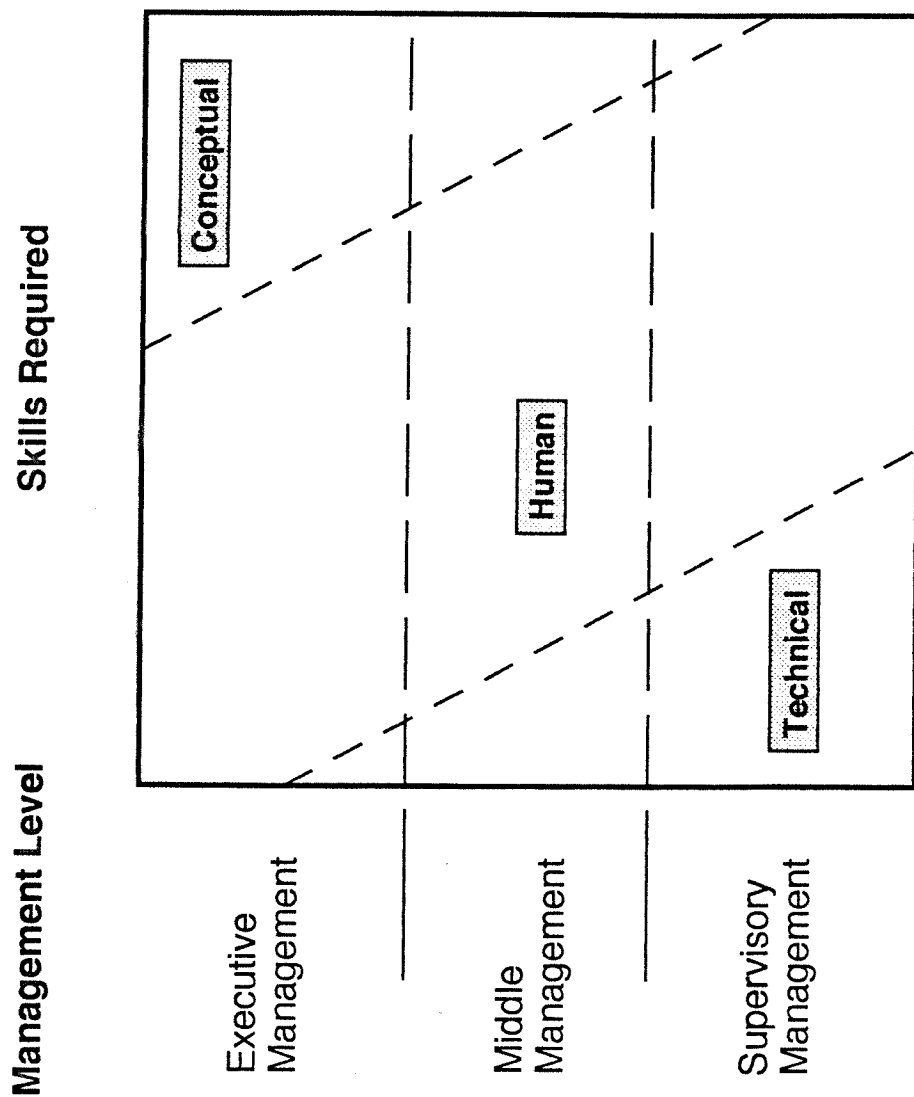 Management Level
Skills Required
Executive
Management
Conceptual
Middle
Management
Human
Supervisory
Management
Technical